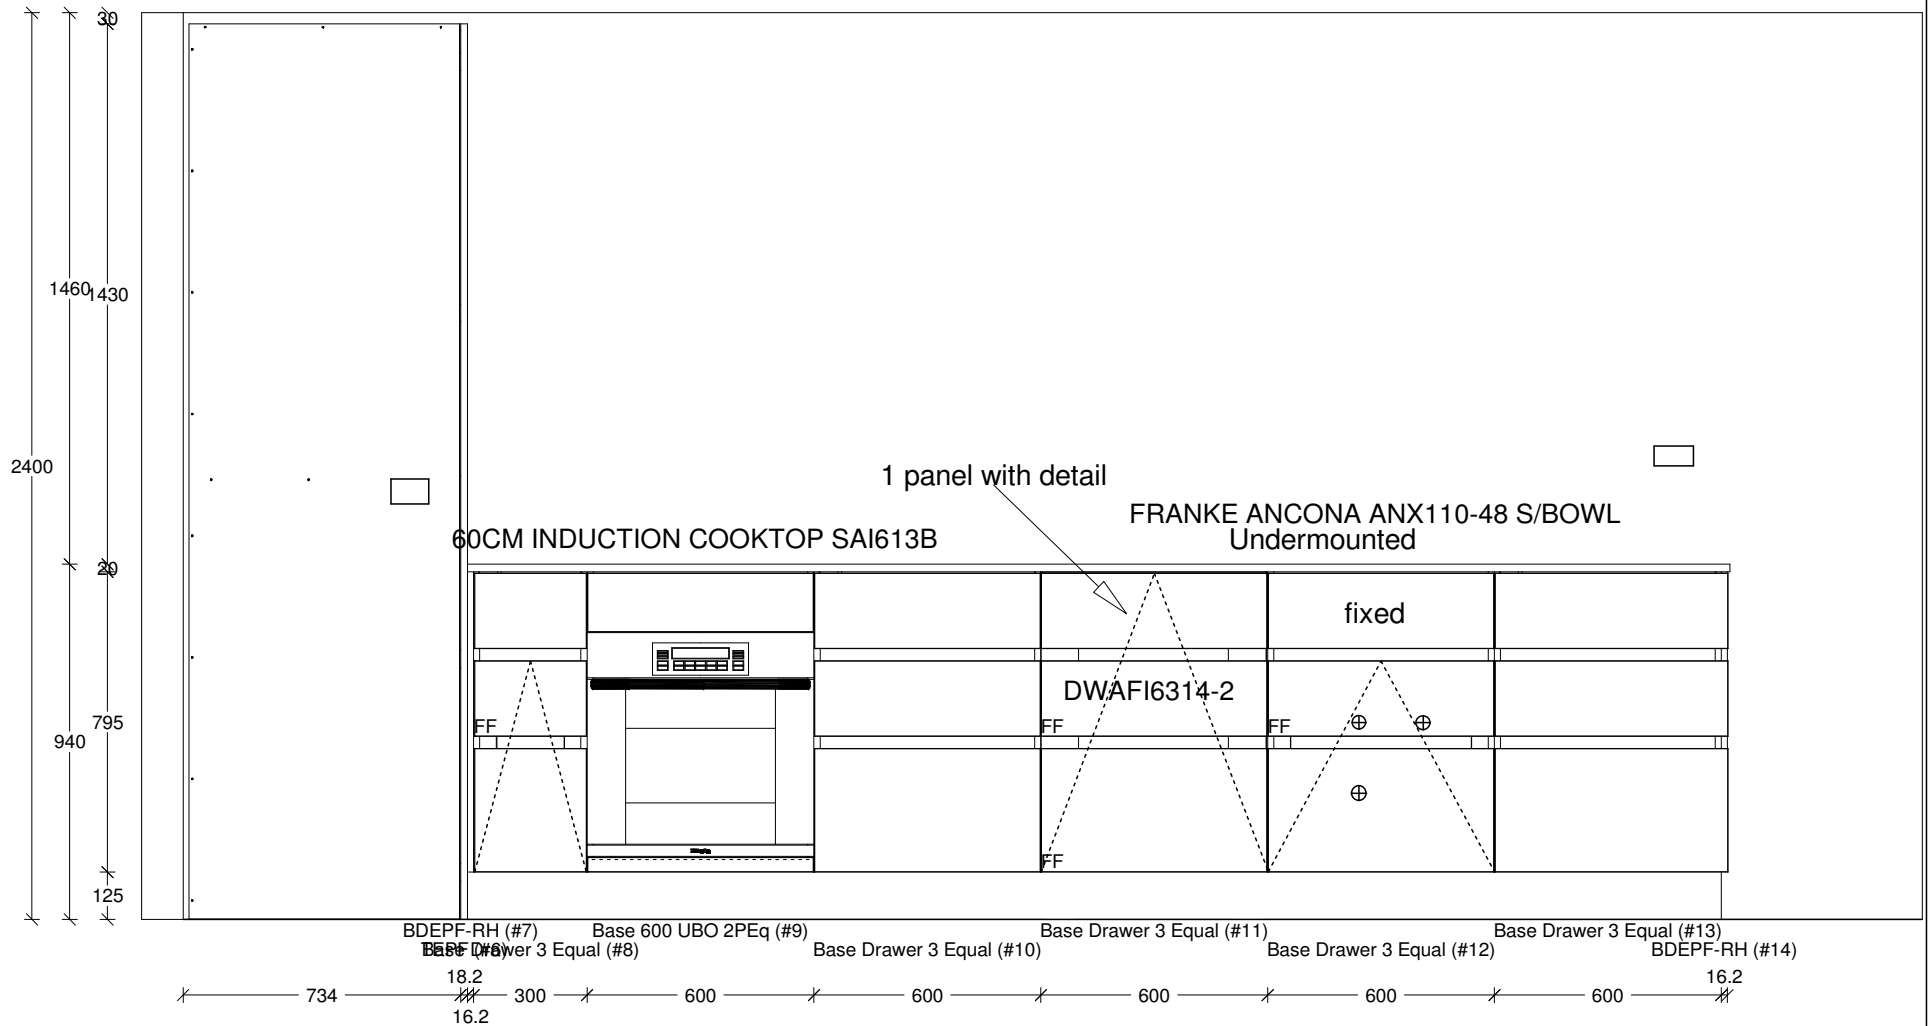 30
1460
1430
2400
1 panel with detail
FRANKE ANCONA ANX110-48 S/BOWL
Undermounted
60CM INDUCTION COOKTOP SAI613B
20
fixed
DWAFI6314-2
FF
FF
FF
795
940
FF
125
BDEPF-RH (#7)
Base 600 UBO 2PEq (#9)
Base Drawer 3 Equal (#11)
Base Drawer 3 Equal (#13)
TEPF (#6)
Base Drawer 3 Equal (#8)
Base Drawer 3 Equal (#10)
Base Drawer 3 Equal (#12)
BDEPF-RH (#14)
18.2
16.2
734
300
600
600
600
600
600
16.2